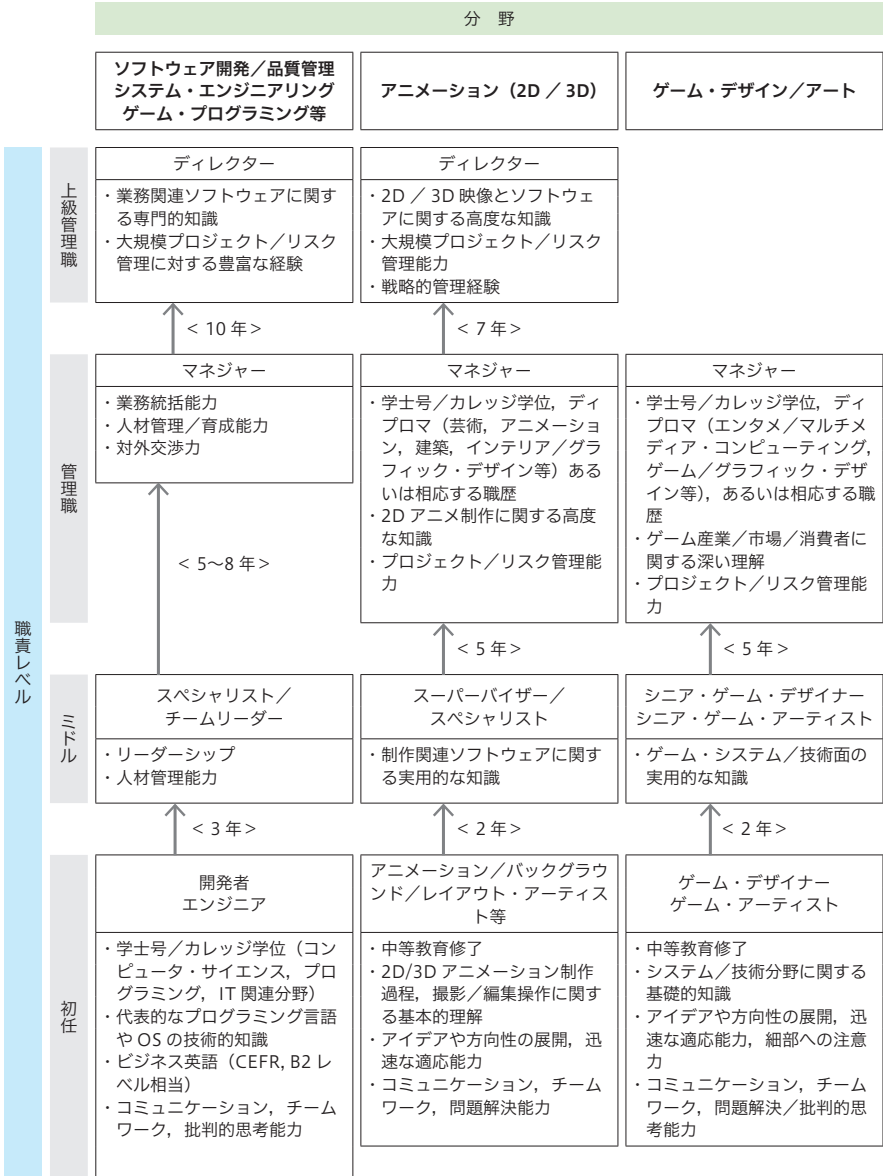 分　野
ソフトウェア開発／品質管理
システム・エンジニアリング
ゲーム・プログラミング等
アニメーション（2D ／ 3D）
ゲーム・デザイン／アート
職責レベル
上級管理職
ディレクター
・業務関連ソフトウェアに関す
る専門的知識
・大規模プロジェクト／リスク
管理に対する豊富な経験
ディレクター
・2D ／ 3D 映像とソフトウェ
アに関する高度な知識
・大規模プロジェクト／リスク
管理能力
・戦略的管理経験
＜ 10 年＞
＜ 7 年＞
管理職
マネジャー
・業務統括能力
・人材管理／育成能力
・対外交渉力
マネジャー
・学士号／カレッジ学位，ディ
プロマ（芸術，アニメーショ
ン，建築，インテリア／グラ
フィック・デザイン等）ある
いは相応する職歴
・2D アニメ制作に関する高度
な知識
・プロジェクト／リスク管理能
力
マネジャー
・学士号／カレッジ学位，ディ
プロマ（エンタメ／マルチメ
ディア・コンピューティング，
ゲーム／グラフィック・デザ
イン等），あるいは相応する職
歴
・ゲーム産業／市場／消費者に
関する深い理解
・プロジェクト／リスク管理能
力
＜ 5～8 年＞
＜ 5 年＞
＜ 5 年＞
ミドル
スペシャリスト／
チームリーダー
・リーダーシップ
・人材管理能力
スーパーバイザー／
スペシャリスト
・制作関連ソフトウェアに関す
る実用的な知識
シニア・ゲーム・デザイナー
シニア・ゲーム・アーティスト
・ゲーム・システム／技術面の
実用的な知識
＜ 3 年＞
＜ 2 年＞
＜ 2 年＞
初任
開発者
エンジニア
・学士号／カレッジ学位（コン
ピュータ・サイエンス，プロ
グラミング，IT 関連分野）
・代表的なプログラミング言語
や OS の技術的知識
・ビジネス英語（CEFR, B2 レ
ベル相当）
・コミュニケーション，チーム
ワーク，批判的思考能力
アニメーション／バックグラウ
ンド／レイアウト・アーティス
ト等
・中等教育修了
・2D/3D アニメーション制作
過程，撮影／編集操作に関す
る基本的理解
・アイデアや方向性の展開，迅
速な適応能力
・コミュニケーション，チーム
ワーク，問題解決能力
ゲーム・デザイナー
ゲーム・アーティスト
・中等教育修了
・システム／技術分野に関する
基礎的知識
・アイデアや方向性の展開，迅
速な適応能力，細部への注意
力
・コミュニケーション，チーム
ワーク，問題解決／批判的思
考能力